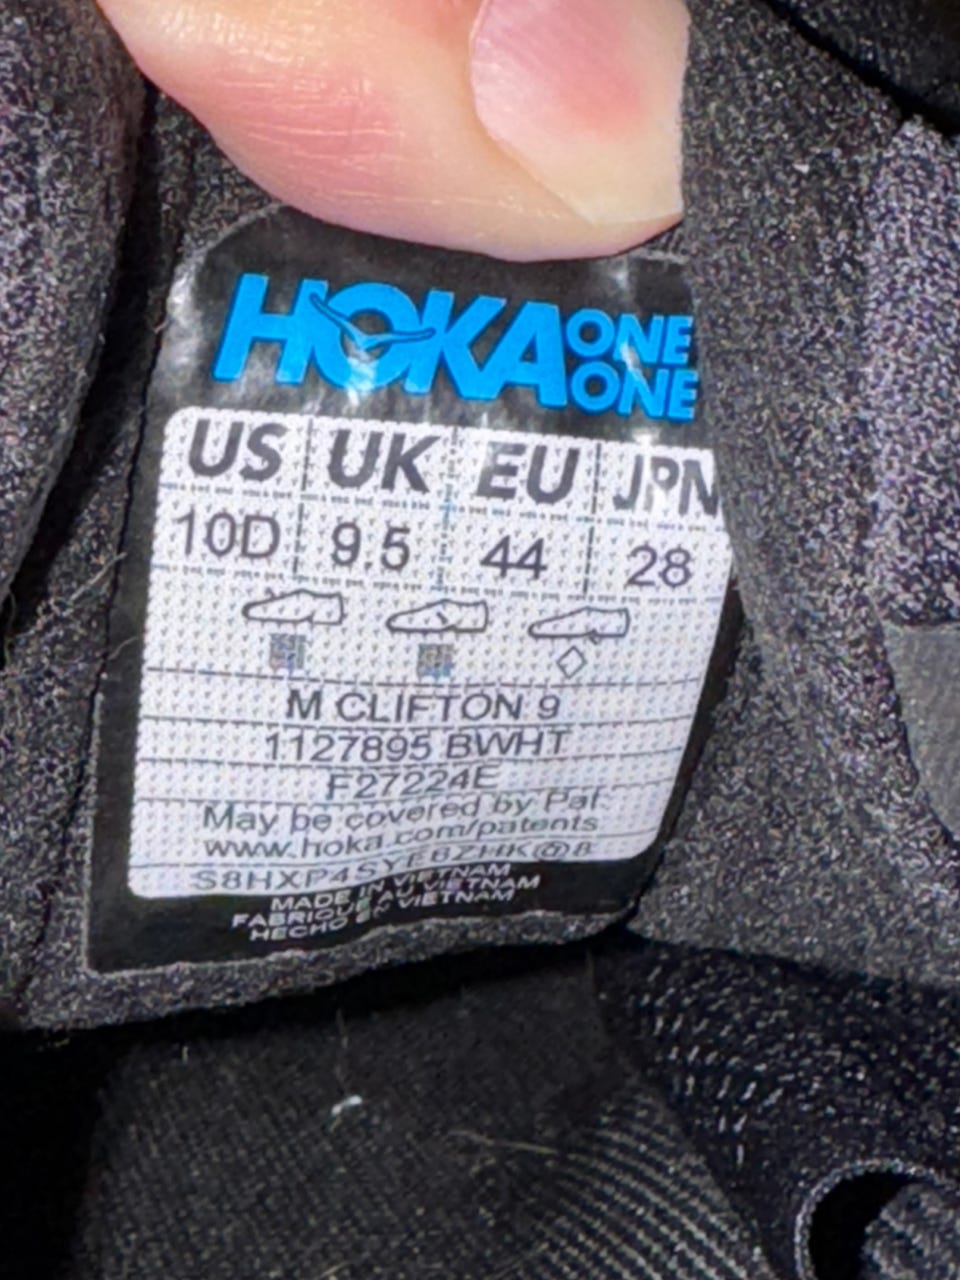 HOKA ONE ONE
US UK EU JPN
10D 9.5 44 28
M CLIFTON 9
1127895 BWHT
F27224E
May be covered by Pat.
www.hoka.com/patents
MADE IN VIETNAM
FABRIQUÉ AU VIETNAM
HECHO EN VIETNAM